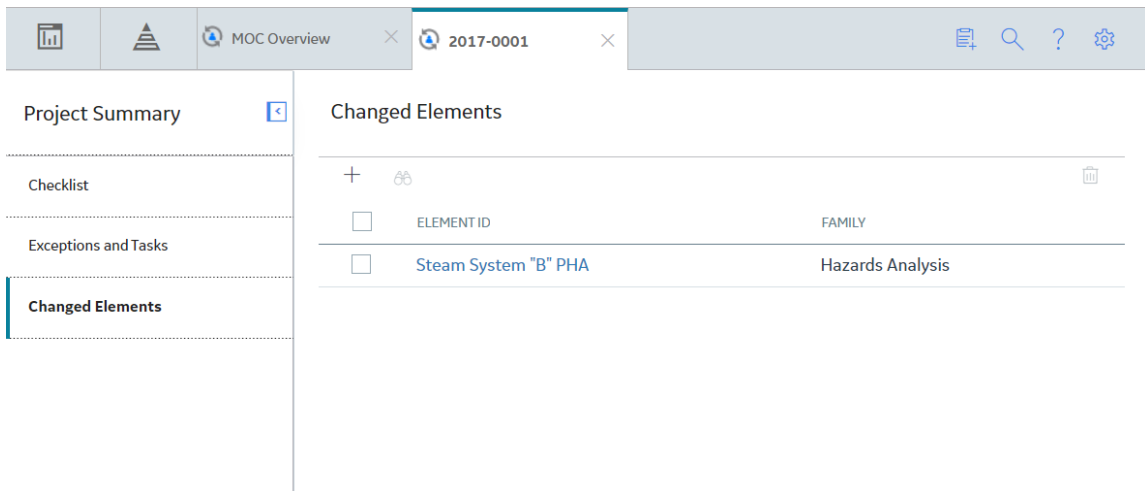 MOC Overview
2017-0001
Project Summary
Checklist
Exceptions and Tasks
Changed Elements
Changed Elements
ELEMENT ID FAMILY
Steam System "B" PHA Hazards Analysis